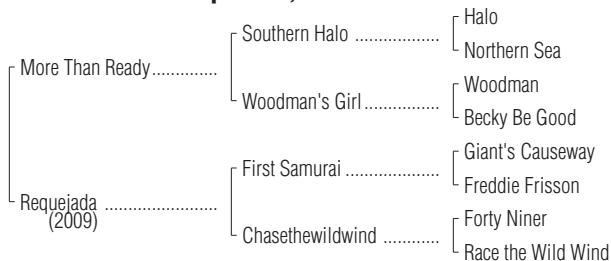 Halo
Southern Halo ..................
Northern Sea
More Than Ready..............
Woodman
Woodman's Girl ................
Becky Be Good
Giant's Causeway
First Samurai ....................
Freddie Frisson
Requejada ........................
(2009)
Forty Niner
Chasethewildwind ............
Race the Wild Wind